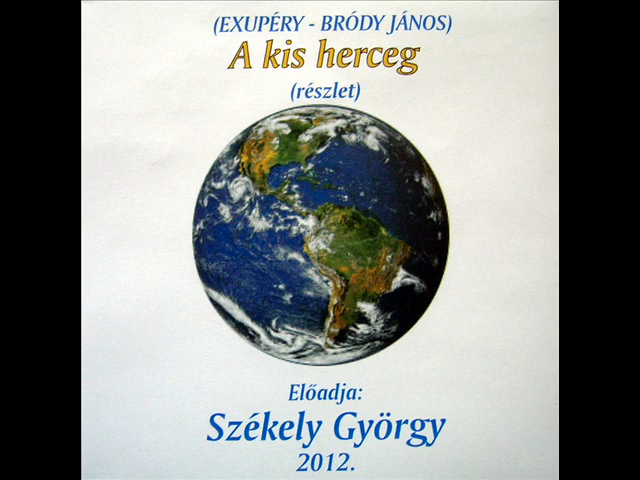 (EXUPÉRY - BRÓDY JÁNOS)
A kis herceg
(részlet)
Előadja:
Székely György
2012.